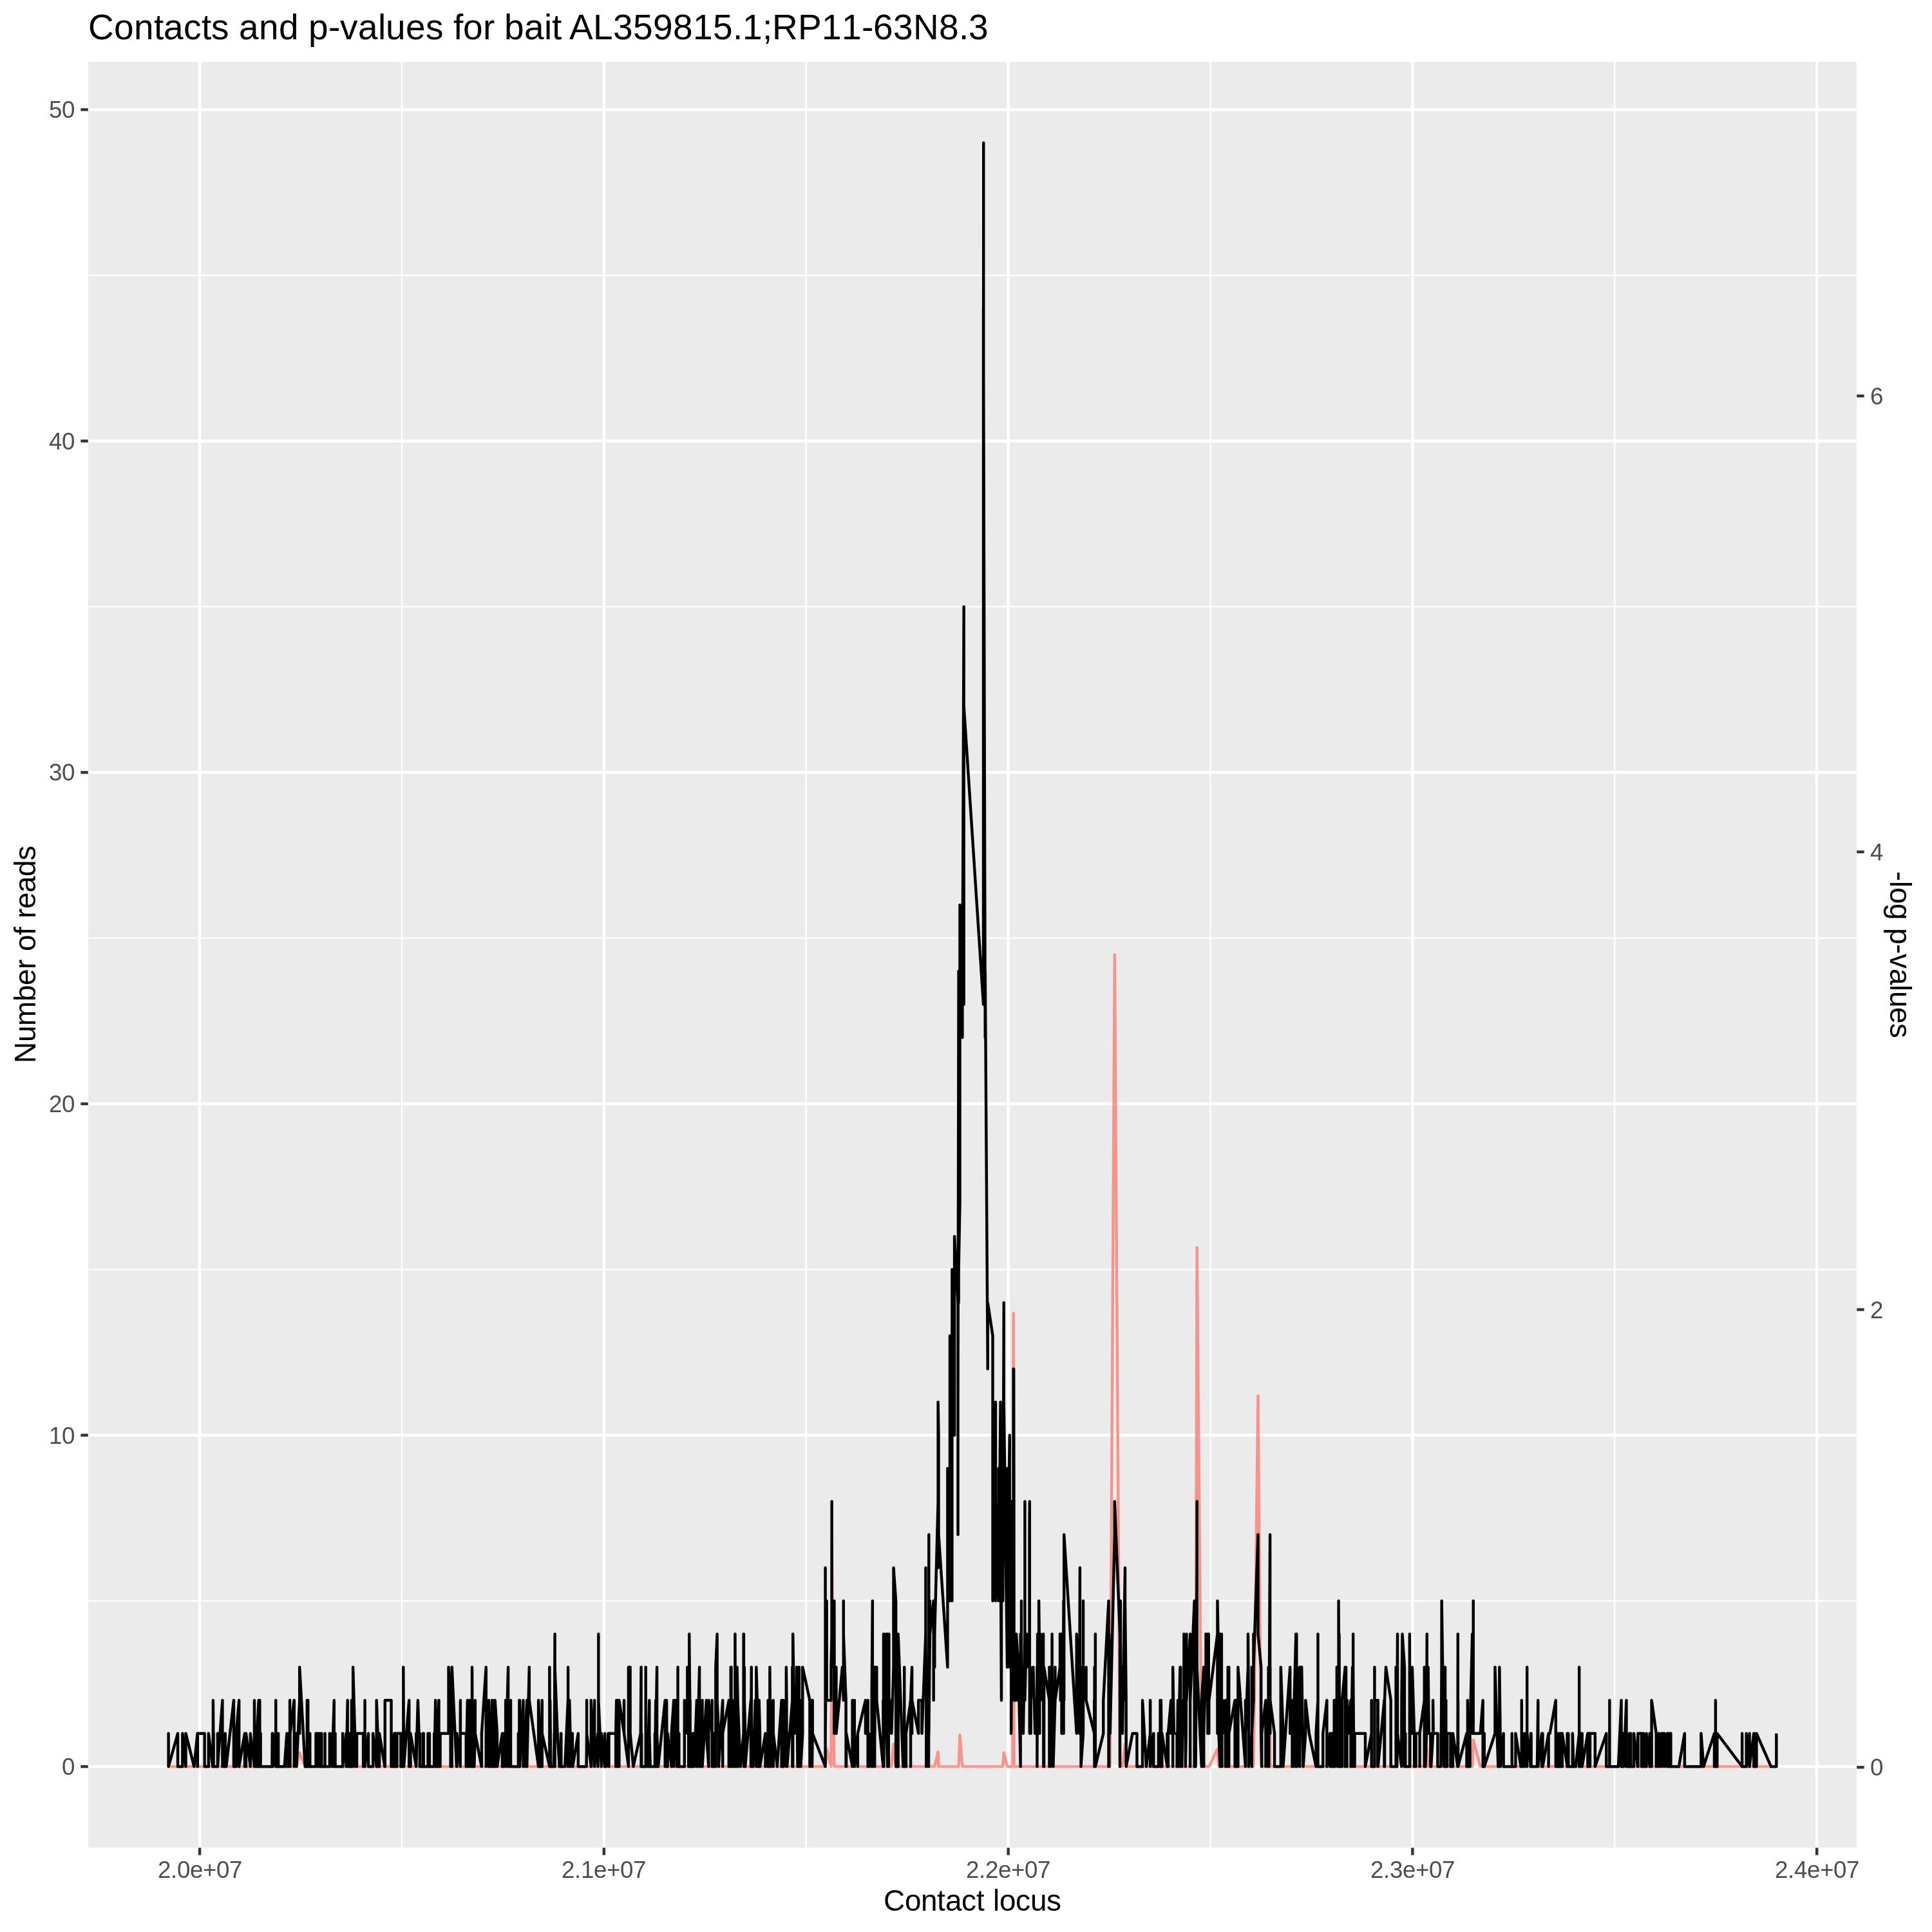 Contacts and p-values for bait AL359815.1;RP11-63N8.3
50
40
30
20
10
0
Number of reads
6
4
2
0
-log p-values
2.0e+07 2.1e+07 2.2e+07 2.3e+07 2.4e+07
Contact locus